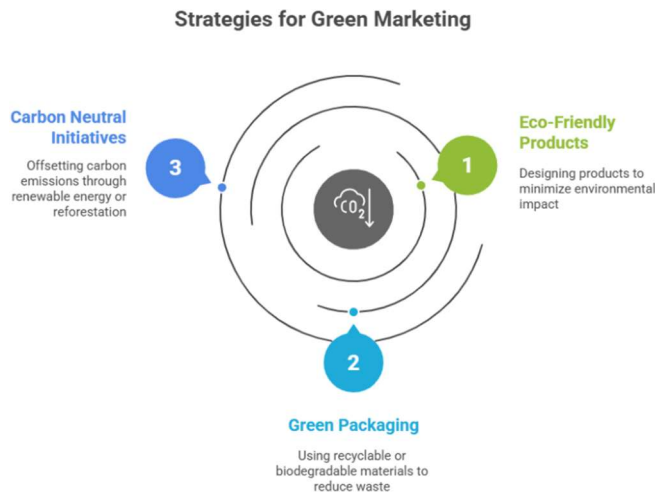 Strategies for Green Marketing
Carbon Neutral
Initiatives
Offsetting carbon
emissions through
renewable energy or
reforestation
3
CO2
1
Eco-Friendly
Products
Designing products to
minimize environmental
impact
2
Green Packaging
Using recyclable or
biodegradable materials to
reduce waste